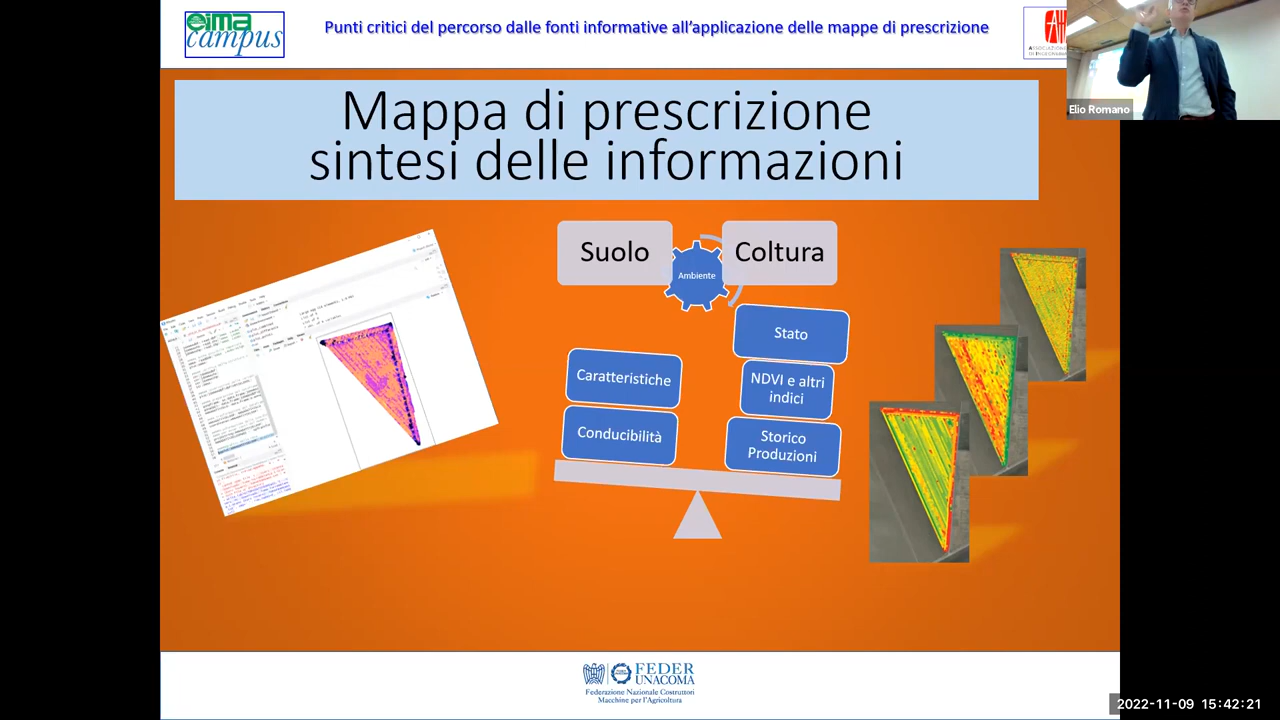 eima
campus
Punti critici del percorso dalle fonti informative all'applicazione delle mappe di prescrizione
Elio Romano
Mappa di prescrizione
sintesi delle informazioni
Suolo
Coltura
Ambiente
Stato
Caratteristiche
NDVI e altri
indici
Conducibilità
Storico
Produzioni
FEDER
UNACOMA
Federazione Nazionale Costruttori
Macchine per l'Agricoltura
2022-11-09 15:42:21